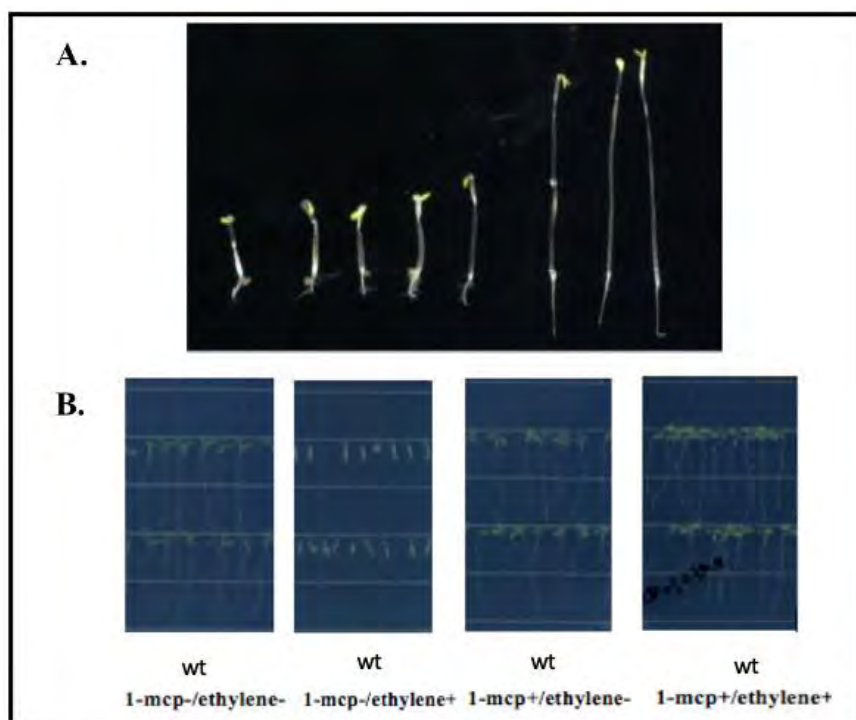 A.
B.
wt wt wt wt
1-mcp-/ethylene- 1-mcp-/ethylene+ 1-mcp+/ethylene- 1-mcp+/ethylene+